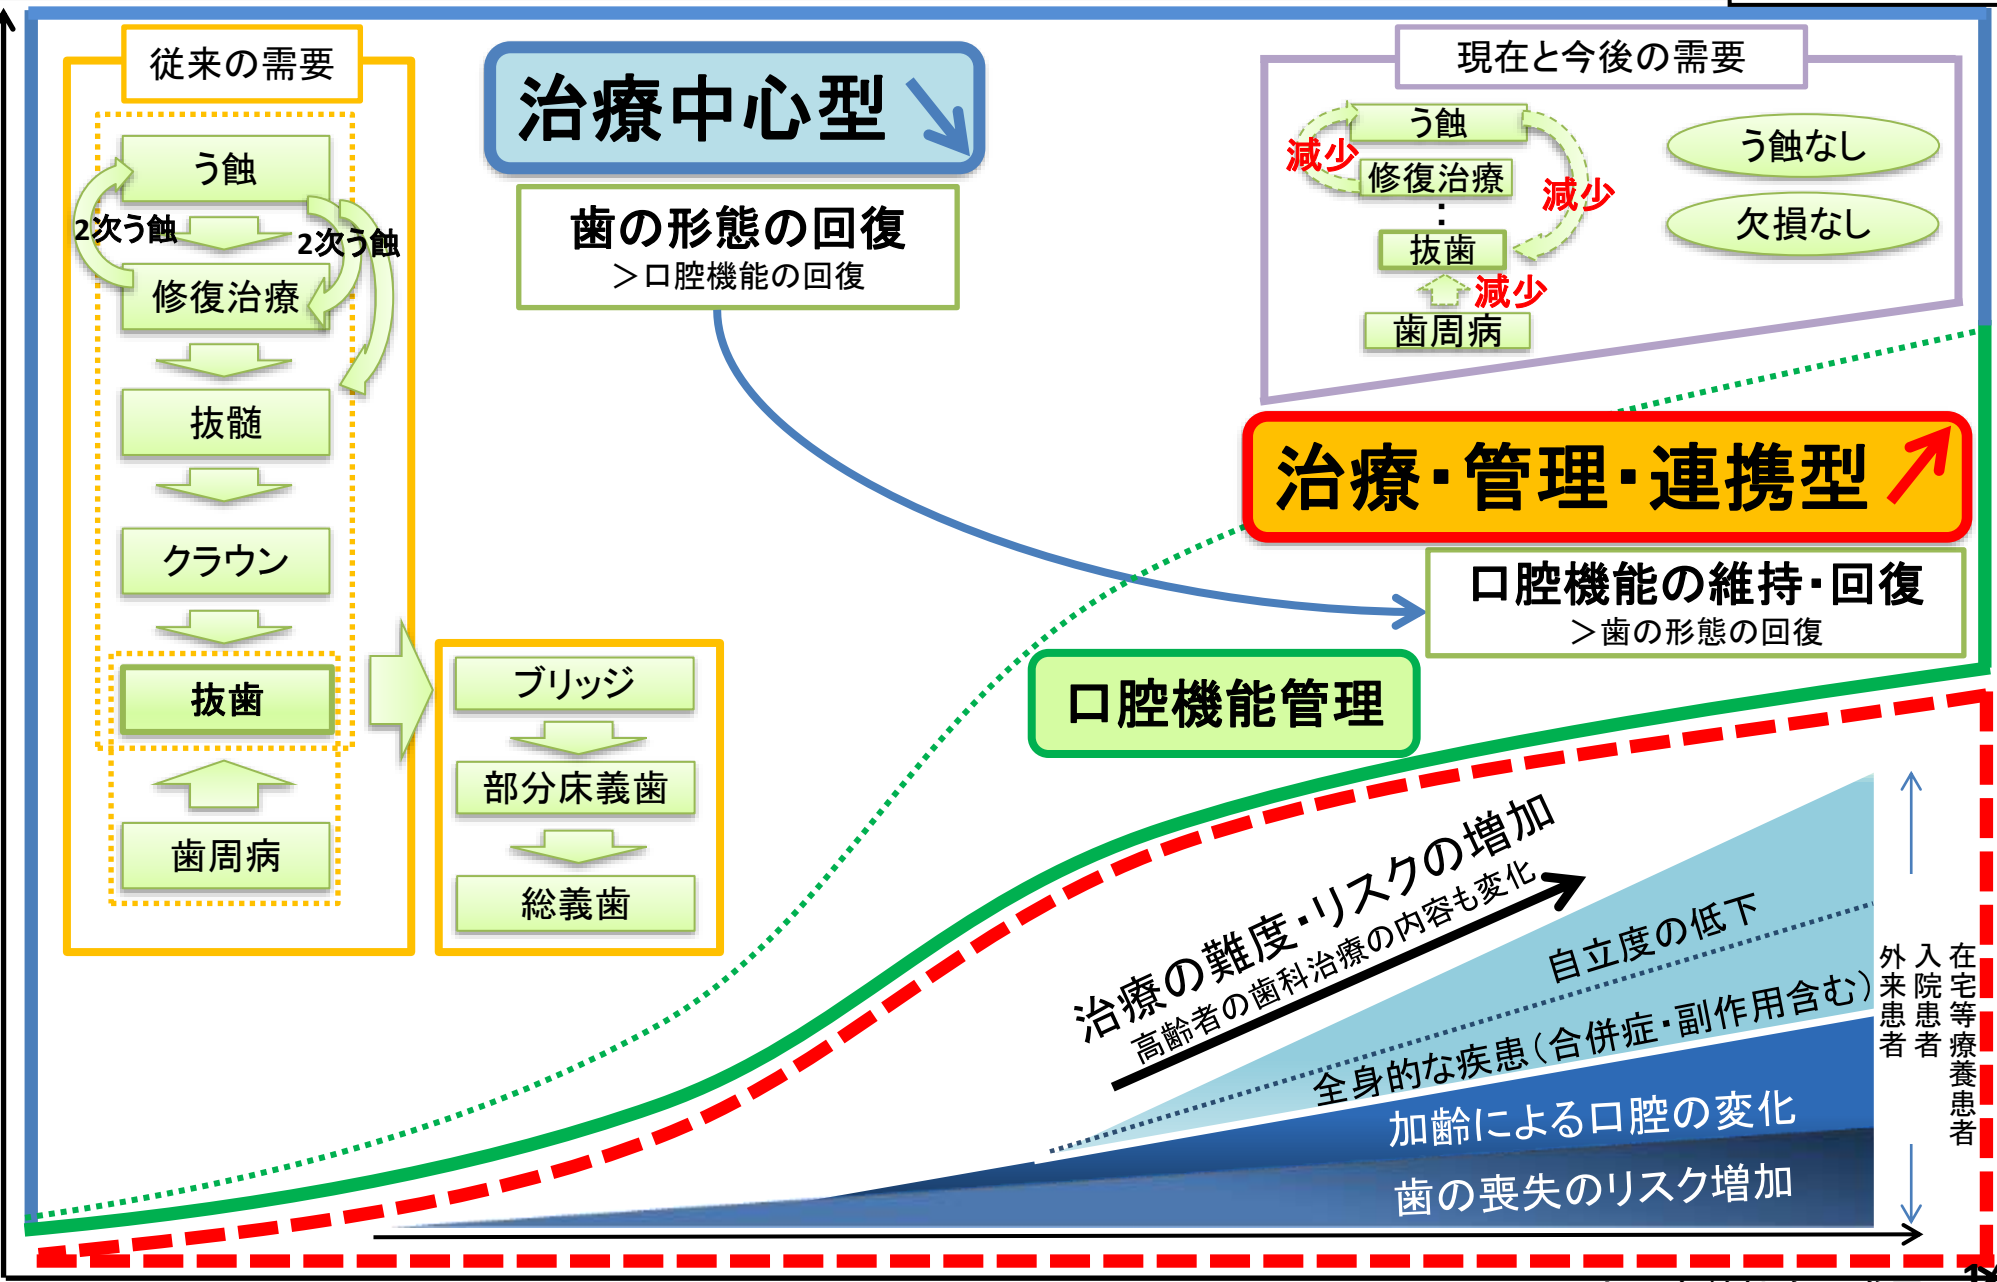 従来の需要
う蝕
2次う蝕
2次う蝕
修復治療
抜髄
クラウン
抜歯
歯周病
ブリッジ
部分床義歯
総義歯
治療中心型
歯の形態の回復
＞口腔機能の回復
現在と今後の需要
う蝕
減少
修復治療
：
減少
抜歯
減少
歯周病
う蝕なし
欠損なし
治療・管理・連携型
口腔機能の維持・回復
＞歯の形態の回復
口腔機能管理
治療の難度・リスクの増加
高齢者の歯科治療の内容も変化
自立度の低下
全身的な疾患（合併症・副作用含む）
加齢による口腔の変化
歯の喪失のリスク増加
在宅等療養患者
入院患者
外来患者